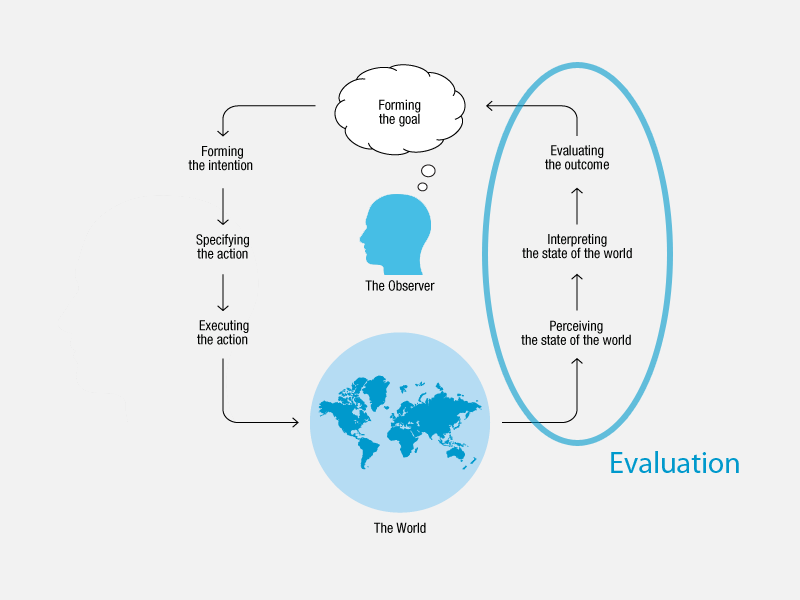 Forming
the goal
Forming
the intention
Specifying
the action
Executing
the action
The Observer
The World
Evaluating
the outcome
Interpreting
the state of the world
Perceiving
the state of the world
Evaluation